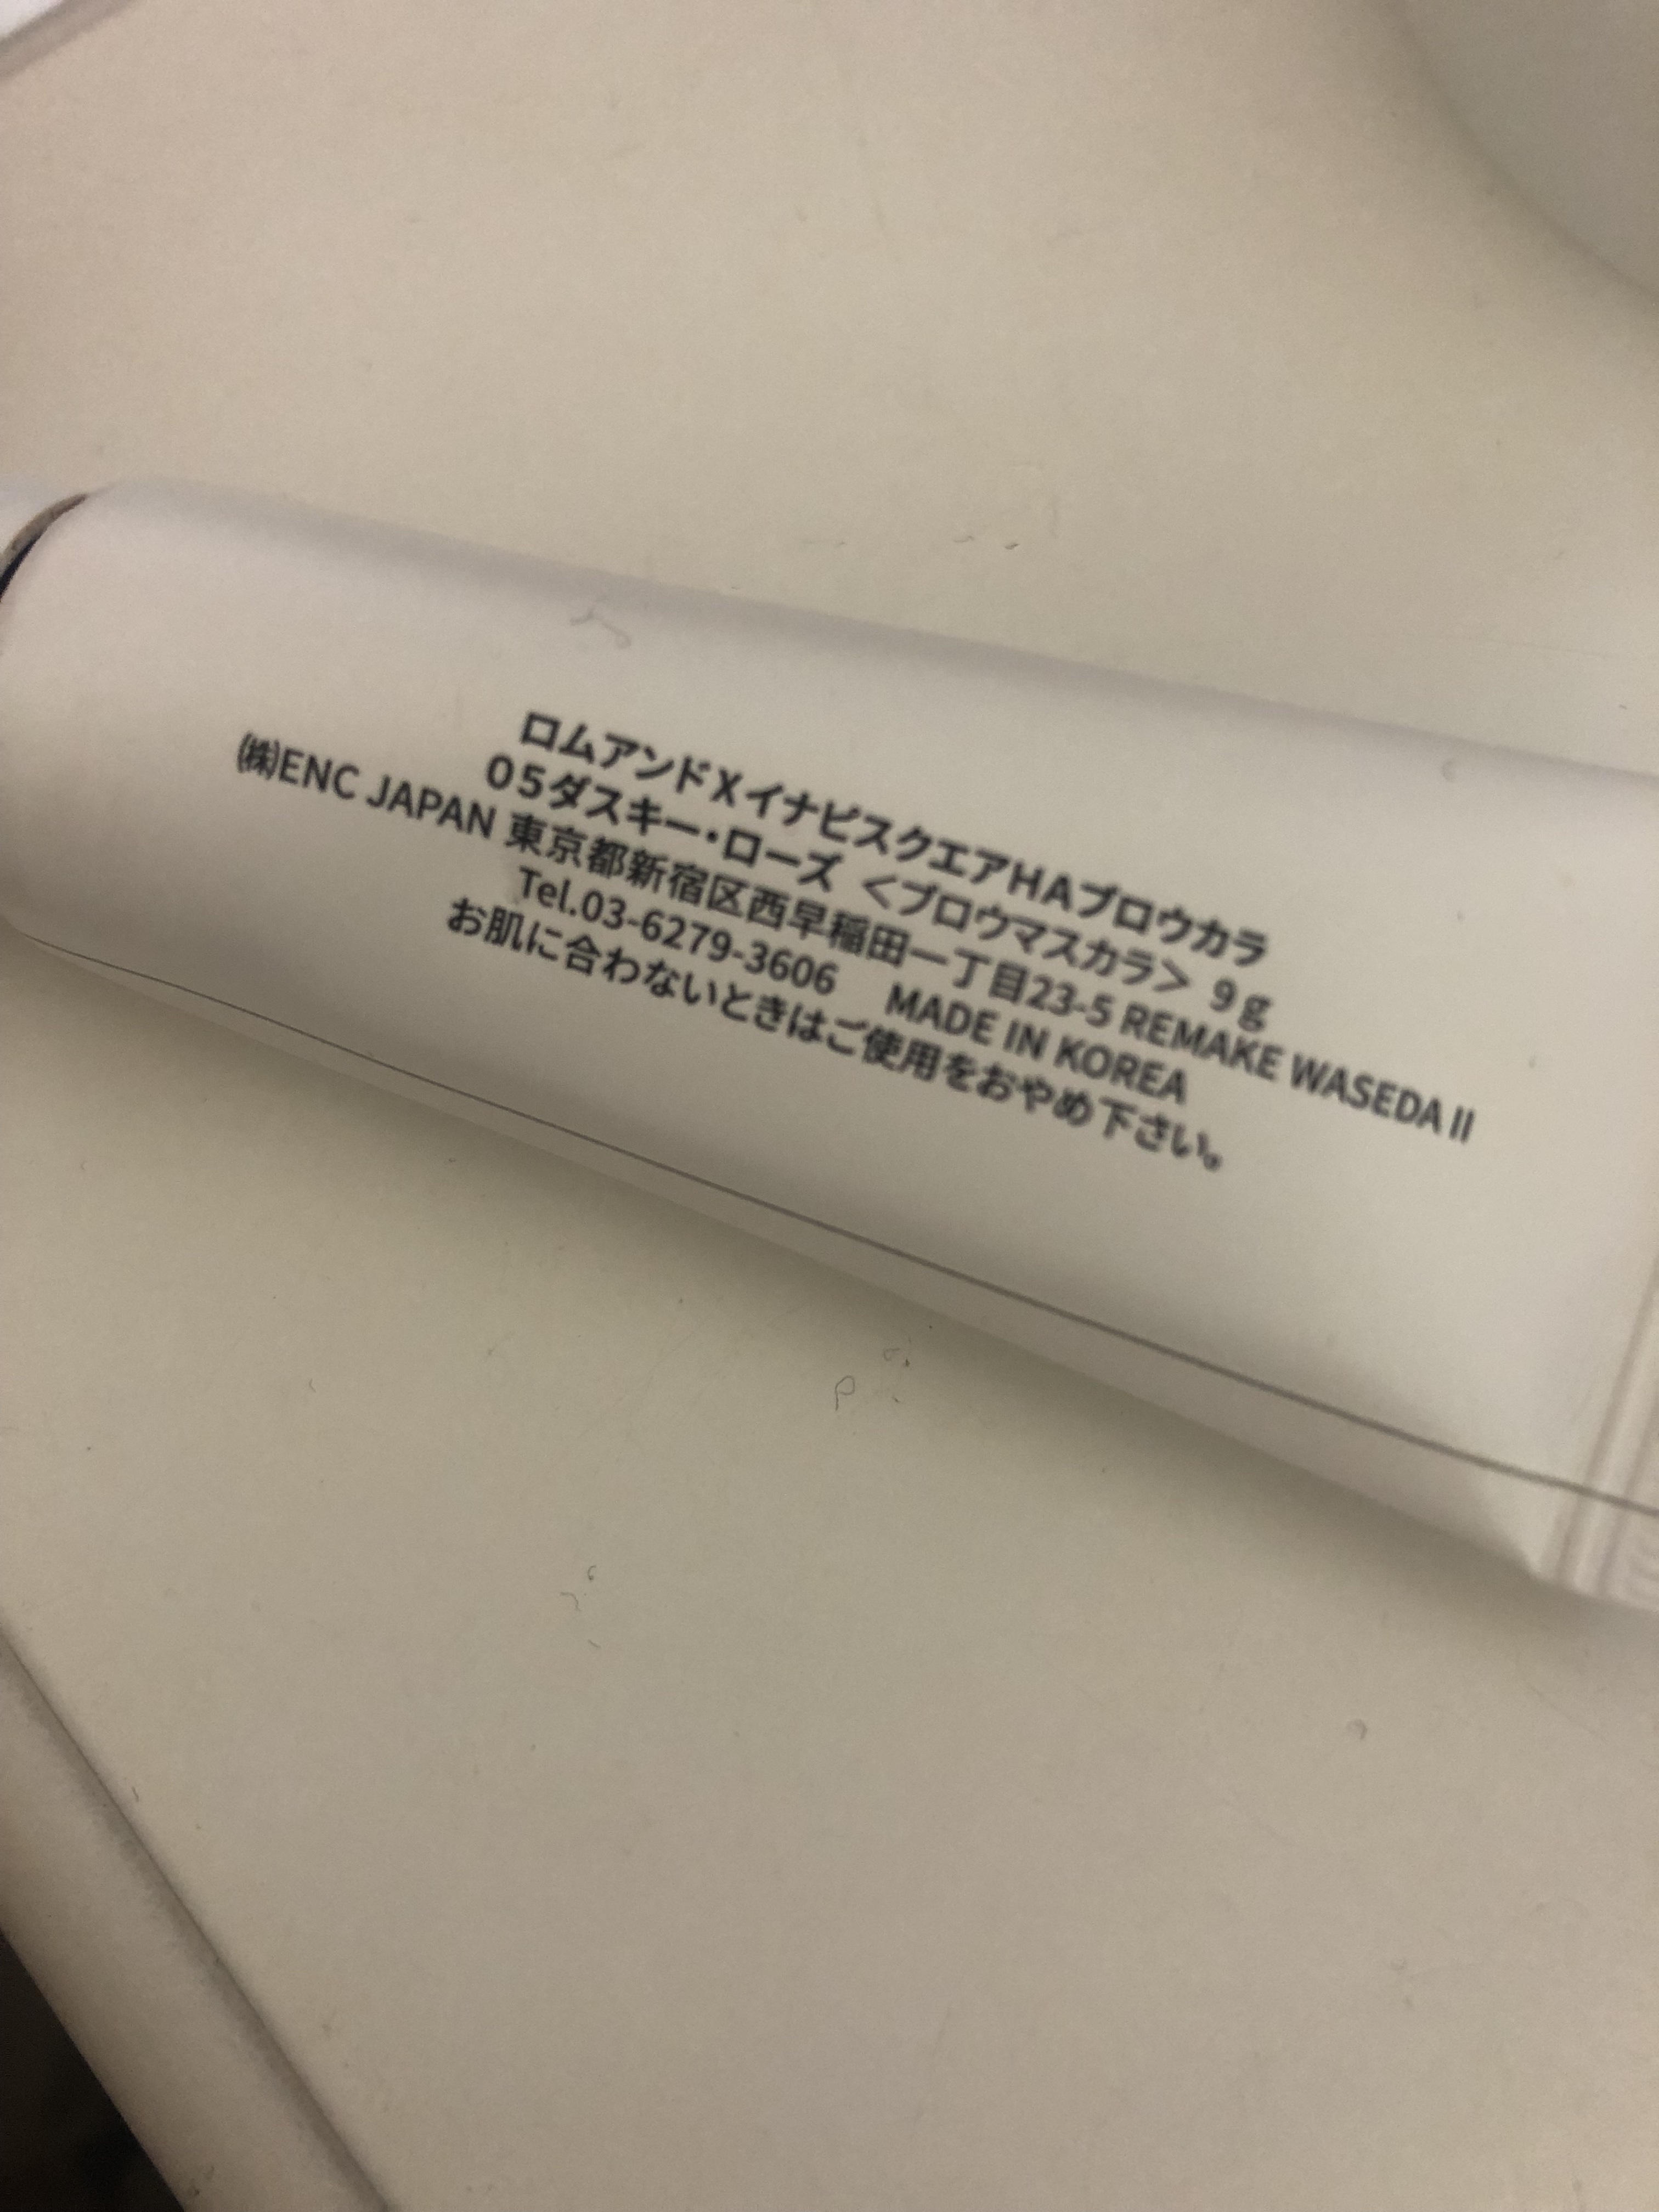 ロムアンドXイナピスクエアHAブロウカラ
05ダスキー・ローズ <ブロウマスカラ> 9g
㈱ENC JAPAN 東京都新宿区西早稲田一丁目23-5 REMAKE WASEDA II
Tel.03-6279-3606 MADE IN KOREA
お肌に合わないときはご使用をおやめ下さい。